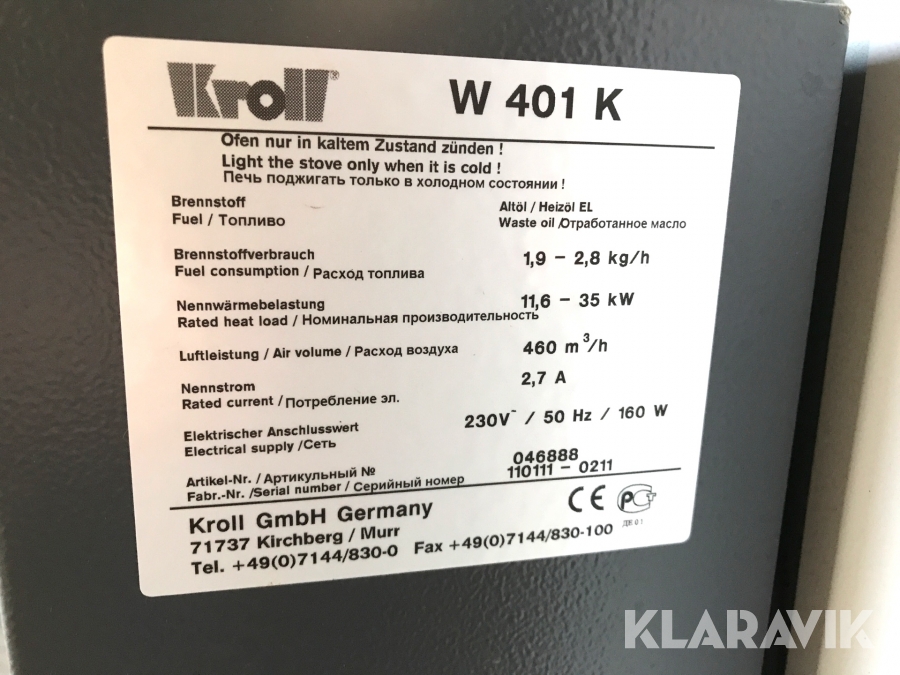 Kroll®
W 401 K
Ofen nur in kaltem Zustand zünden !
Light the stove only when it is cold !
Печь поджигать только в холодном состоянии !
Brennstoff
Altöl / Heizöl EL
Fuel / Топливо
Waste oil /Отработанное масло
Brennstoffverbrauch
1,9 – 2,8 kg/h
Fuel consumption / Расход топлива
Nennwärmebelastung
11,6 – 35 kW
Rated heat load / Номинальная производительность
Luftleistung / Air volume / Расход воздуха
460 m³/h
Nennstrom
2,7 A
Rated current / Потребление эл.
Elektrischer Anschlusswert
230V~ / 50 Hz / 160 W
Electrical supply /Сеть
046888
Artikel-Nr. / Артикульный №
110111 – 0211
Fabr.-Nr. /Serial number / Серийный номер
CE PCT
ДЕ 0 1
Kroll GmbH Germany
71737 Kirchberg / Murr
Tel. +49(0)7144/830-0 Fax +49(0)7144/830-100
KLARAVIK